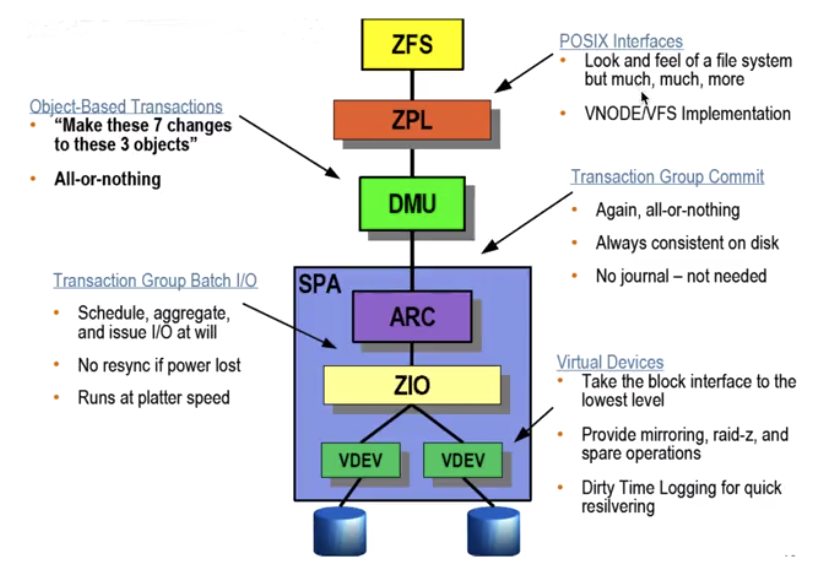 ZFS
POSIX Interfaces
• Look and feel of a file system
but much, much, more
• VNODE/VFS Implementation
Object-Based Transactions
• “Make these 7 changes
to these 3 objects”
• All-or-nothing
ZPL
DMU
Transaction Group Commit
• Again, all-or-nothing
• Always consistent on disk
• No journal – not needed
Transaction Group Batch I/O
• Schedule, aggregate,
and issue I/O at will
• No resync if power lost
• Runs at platter speed
SPA
ARC
ZIO
VDEV
VDEV
Virtual Devices
• Take the block interface to the
lowest level
• Provide mirroring, raid-z, and
spare operations
• Dirty Time Logging for quick
resilvering